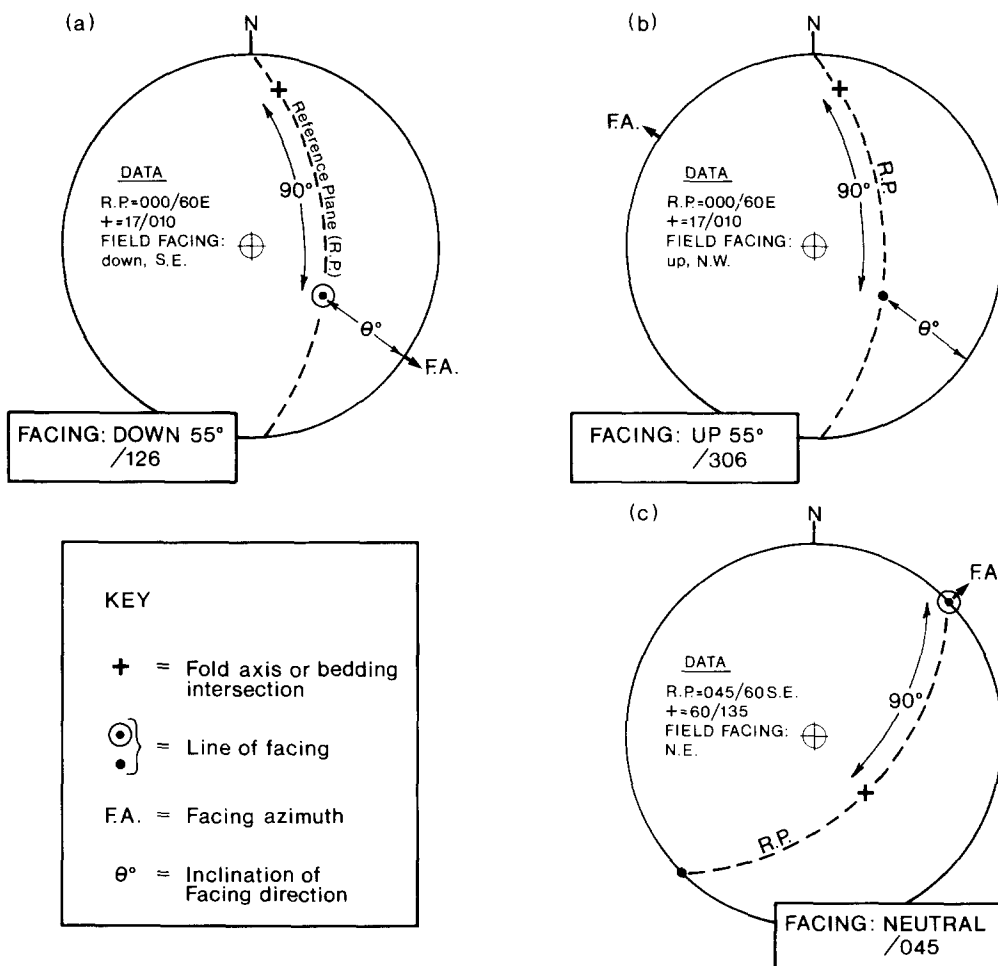 (a)
N
Reference Plane (R.P.)
90°
DATA
R.P.=000/60E
+=17/010
FIELD FACING:
down, S.E.
θ°
F.A.
FACING: DOWN 55°
/126
(b)
N
F.A.
R.P.
90°
DATA
R.P.=000/60E
+=17/010
FIELD FACING:
up, N.W.
θ°
FACING: UP 55°
/306
KEY
+ = Fold axis or bedding
intersection
} = Line of facing
F.A. = Facing azimuth
θ° = Inclination of
Facing direction
(c)
N
F.A
90°
DATA
R.P.=045/60S.E.
+=60/135
FIELD FACING:
N.E.
R.P.
FACING: NEUTRAL
/045